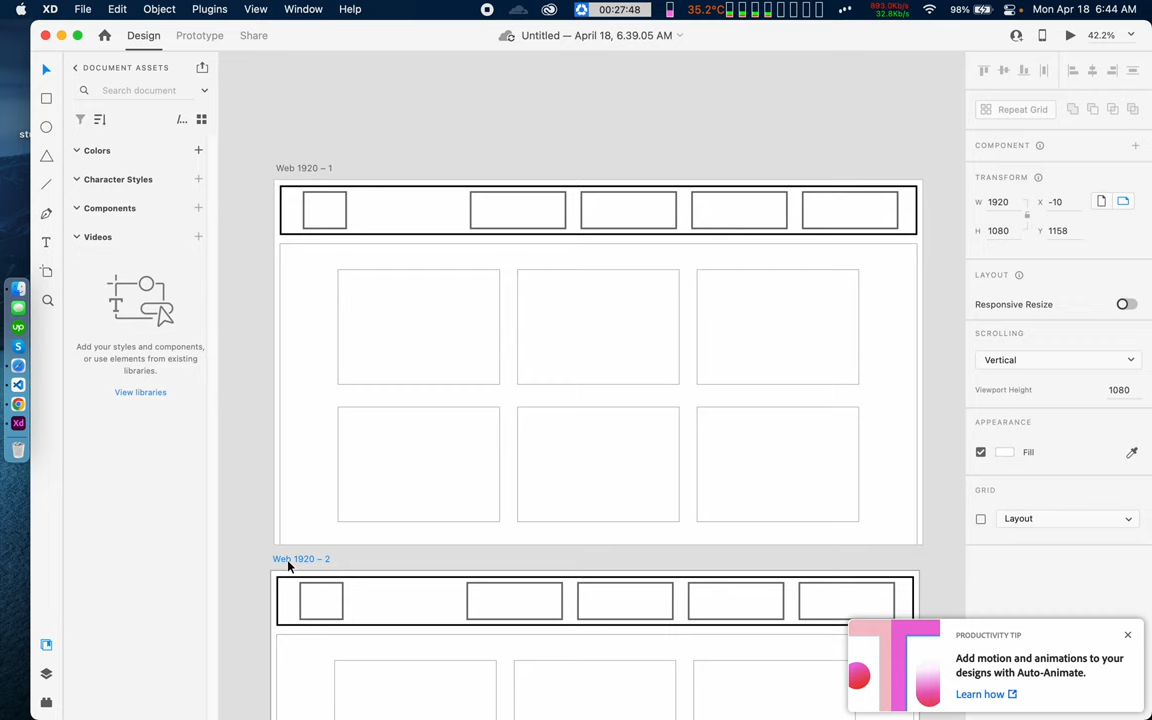 XD File Edit Object Plugins View Window Help 00:27:48 35.2°C 893.0Kb/s 32.8Kb/s 98% Mon Apr 18 6:44 AM
Design Prototype Share Untitled — April 18, 6.39.05 AM 42.2%
DOCUMENT ASSETS
Search document
Colors
Character Styles
Components
Videos
Add your styles and components,
or use elements from existing
libraries.
View libraries
Web 1920 – 1
Web 1920 – 2
Repeat Grid
COMPONENT
TRANSFORM
W 1920 X -10
H 1080 Y 1158
LAYOUT
Responsive Resize
SCROLLING
Vertical
Viewport Height 1080
APPEARANCE
Fill
GRID
Layout
PRODUCTIVITY TIP
Add motion and animations to your
designs with Auto-Animate.
Learn how